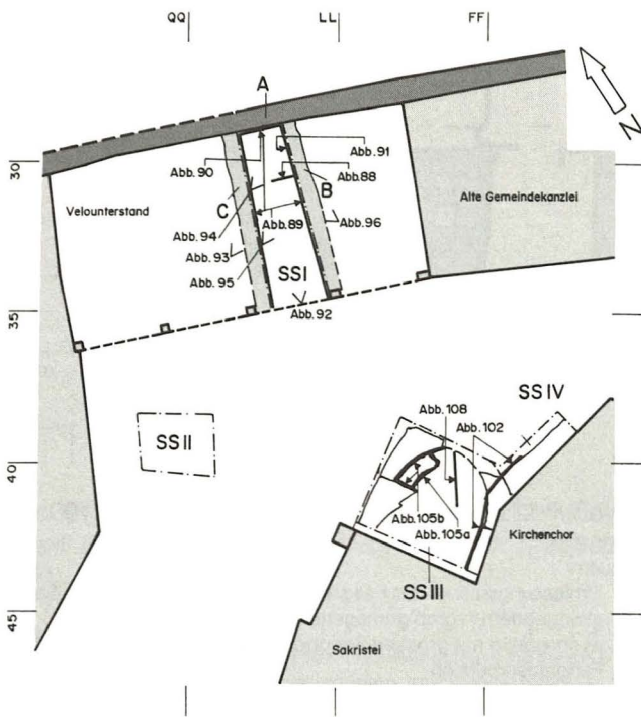 QQ LL FF
A
N
30
Abb. 91
Abb. 90
Abb. 88
Velounterstand
C
B
Alte Gemeindekanzlei
Abb. 94
Abb. 89
Abb. 96
Abb. 93
Abb. 95
SSI
Abb. 92
35
SS IV
Abb. 108
Abb. 102
SS II
40
Abb. 105b
Abb. 105a
Kirchenchor
SS III
45
Sakristei